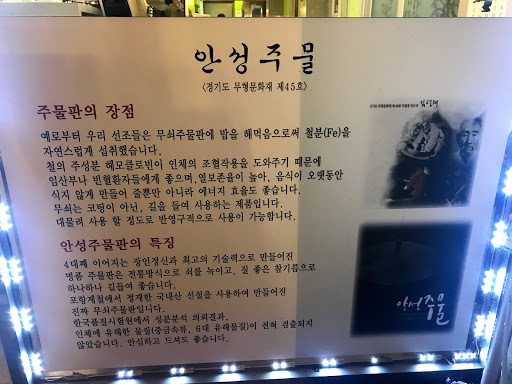 안성주물
〈경기도 무형문화재 제45호〉
주물판의 장점
예로부터 우리 선조들은 무쇠주물판에 밥을 해먹음으로써 철분(Fe)을
자연스럽게 섭취했습니다.
철의 주성분 헤모글로빈이 인체의 조혈작용을 도와주기 때문에
임산부나 빈혈환자들에게 좋으며, 열보존율이 높아, 음식이 오랫동안
식지 않게 만들어 줄뿐만 아니라 에너지 효율도 좋습니다.
무쇠는 코팅이 아닌, 길을 들여 사용하는 제품입니다.
대물려 사용 할 정도로 반영구적으로 사용이 가능합니다.
안성주물판의 특징
4대째 이어지는 장인정신과 최고의 기술력으로 만들어진
명품 주물판은 전통방식으로 쇠를 녹이고, 질 좋은 참기름으로
하나하나 길들여 좋습니다.
포항제철에서 정제한 국내산 선철을 사용하여 만들어진
진짜 무쇠주물판입니다.
한국품질시험원에서 성분분석 의뢰결과,
인체에 유해한 물질(중금속류, 6대 유해물질)이 전혀 검출되지
않았습니다. 안심하고 드셔도 좋습니다.
안성주물